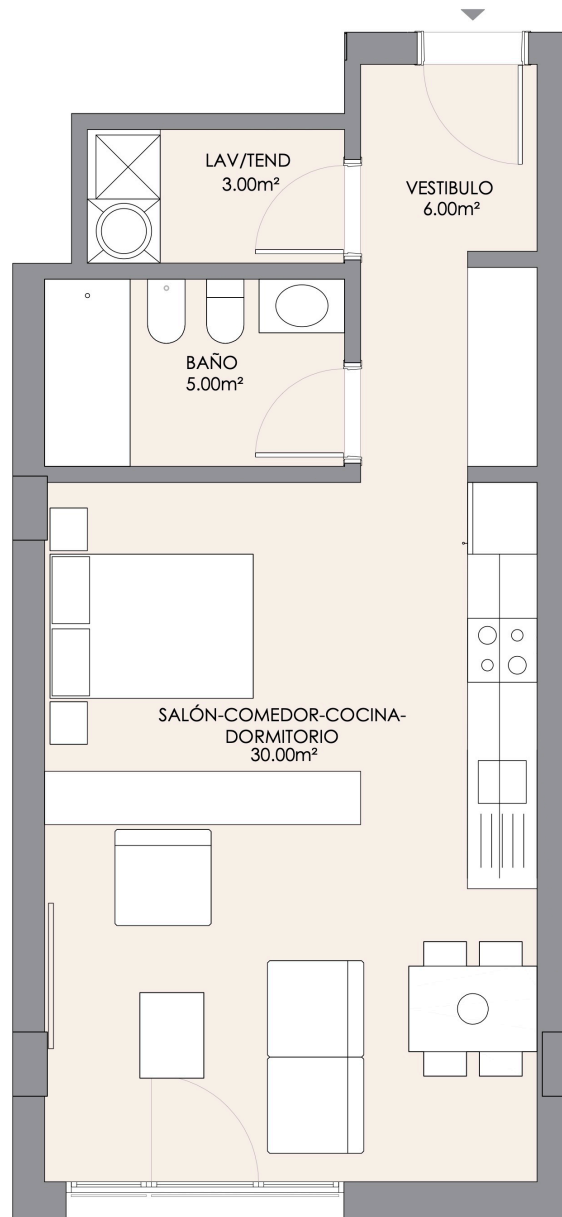 LAV/TEND
3.00m²
VESTIBULO
6.00m²
BAÑO
5.00m²
SALÓN-COMEDOR-COCINA-
DORMITORIO
30.00m²